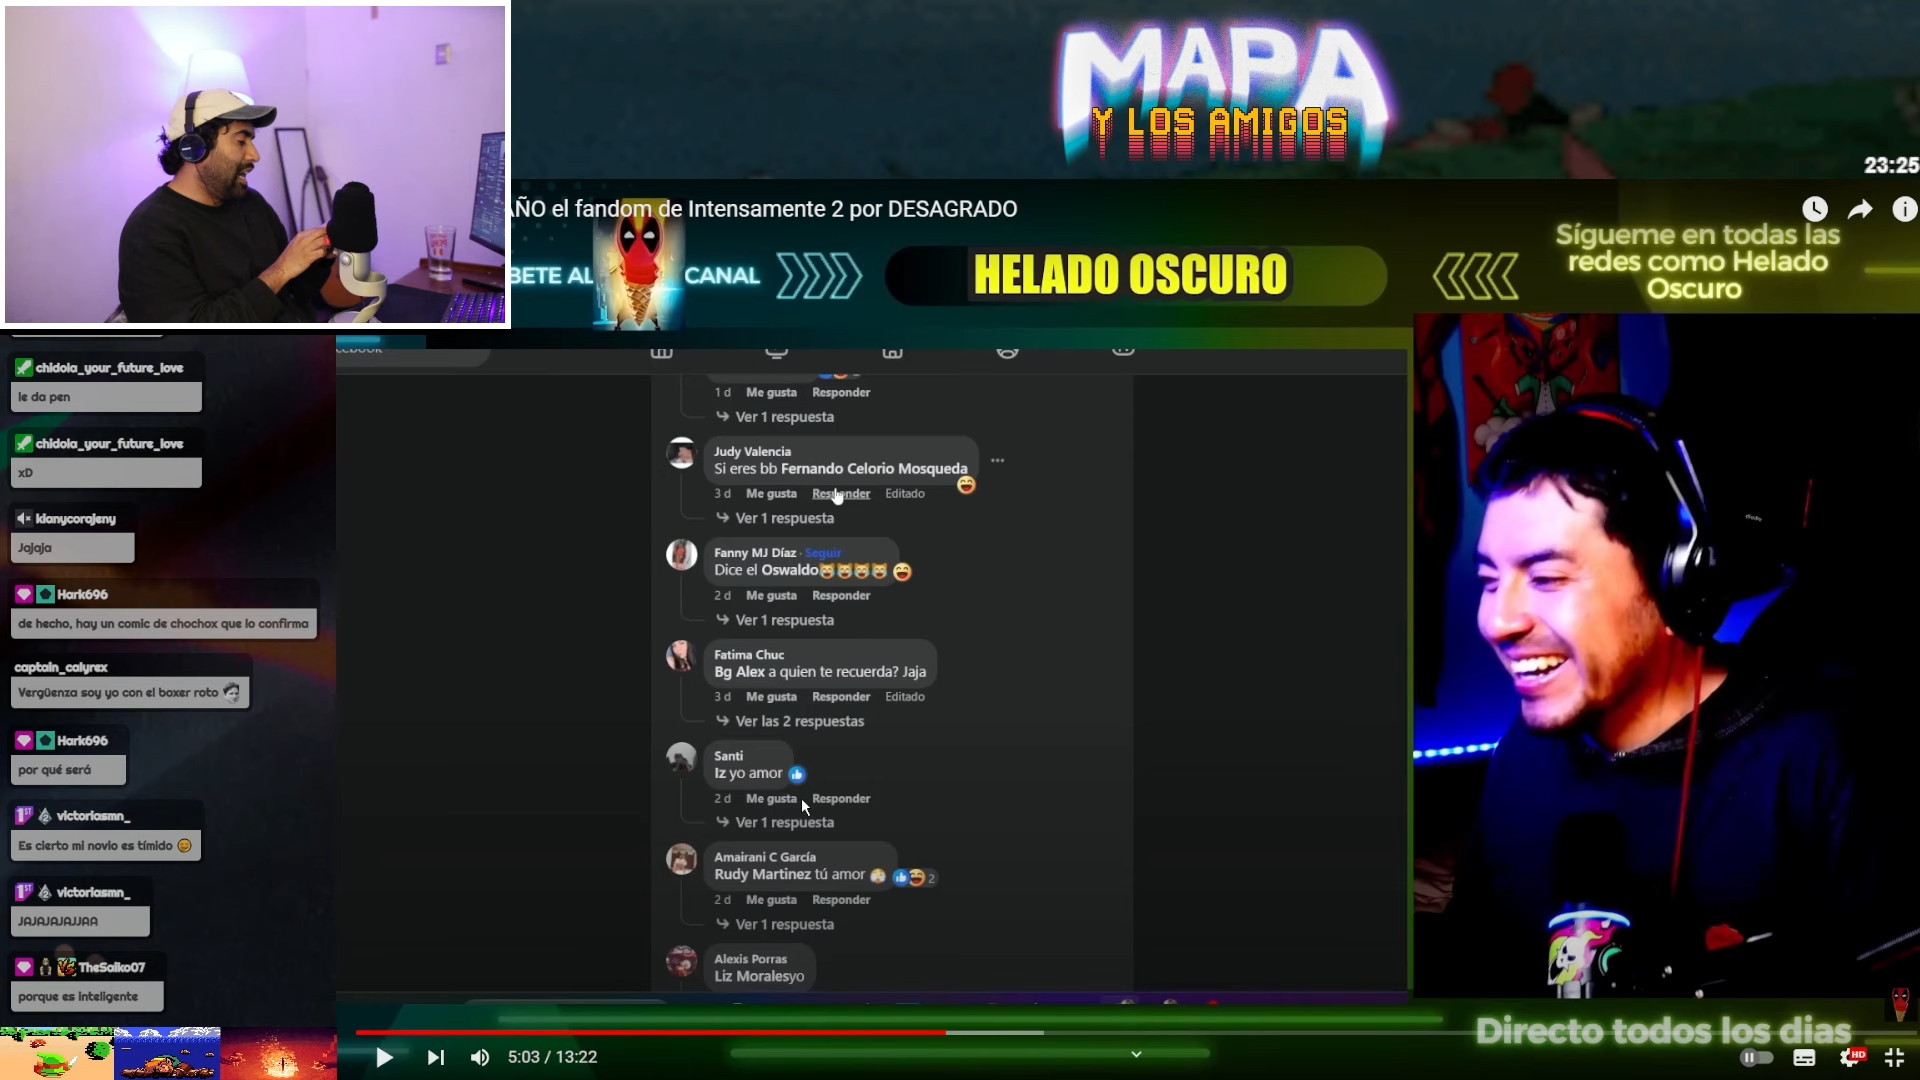 MAPA
Y LOS AMIGOS
23:25
AÑO el fandom de Intensamente 2 por DESAGRADO
BETE AL CANAL
HELADO OSCURO
Sígueme en todas las
redes como Helado
Oscuro
chidola_your_future_love
le da pen
chidola_your_future_love
xD
kianycorajeny
Jajaja
Hark696
de hecho, hay un comic de chochox que lo confirma
captain_calyrex
Vergüenza soy yo con el boxer roto
Hark696
por qué será
1ST victoriasmn_
Es cierto mi novio es tímido
1ST victoriasmn_
JAJAJAJAJJAA
TheSaiko07
porque es inteligente
1 d Me gusta Responder
Ver 1 respuesta
Judy Valencia
Si eres bb Fernando Celorio Mosqueda
3 d Me gusta Responder Editado
Ver 1 respuesta
Fanny MJ Díaz · Seguir
Dice el Oswaldo😹😹😹😹
2 d Me gusta Responder
Ver 1 respuesta
Fatima Chuc
Bg Alex a quien te recuerda? Jaja
3 d Me gusta Responder Editado
Ver las 2 respuestas
Santi
Iz yo amor
2 d Me gusta Responder
Ver 1 respuesta
Amairani C García
Rudy Martinez tú amor
2
2 d Me gusta Responder
Ver 1 respuesta
Alexis Porras
Liz Moralesyo
Directo todos los dias
5:03 / 13:22
HD